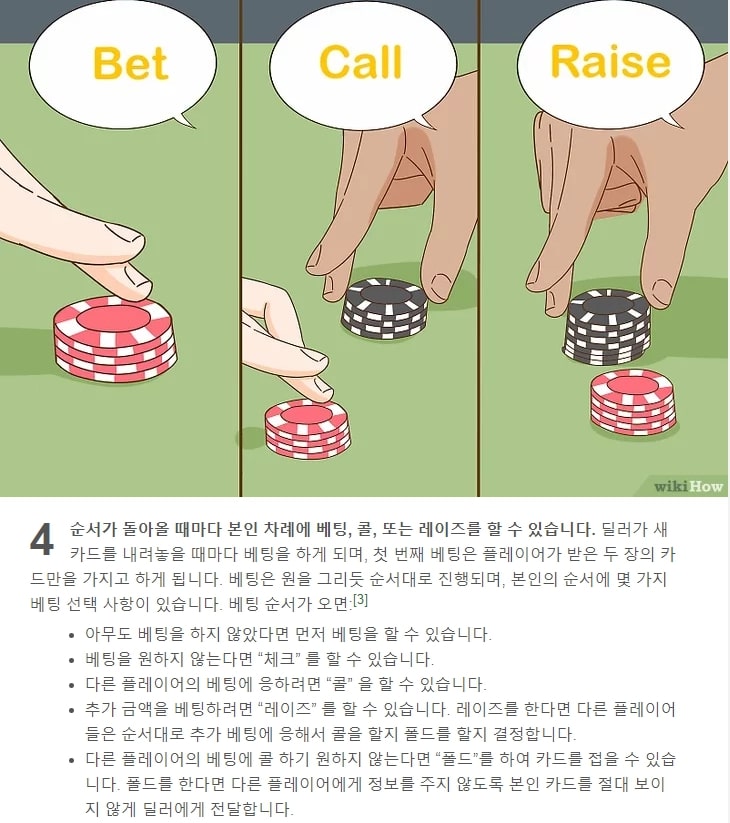 Bet
Call
Raise
wikiHow
4 순서가 돌아올 때마다 본인 차례에 베팅, 콜, 또는 레이즈를 할 수 있습니다. 딜러가 새
카드를 내려놓을 때마다 베팅을 하게 되며, 첫 번째 베팅은 플레이어가 받은 두 장의 카
드만을 가지고 하게 됩니다. 베팅은 원을 그리듯 순서대로 진행되며, 본인의 순서에 몇 가지
베팅 선택 사항이 있습니다. 베팅 순서가 오면:[3]
• 아무도 베팅을 하지 않았다면 먼저 베팅을 할 수 있습니다.
• 베팅을 원하지 않는다면 “체크” 를 할 수 있습니다.
• 다른 플레이어의 베팅에 응하려면 “콜” 을 할 수 있습니다.
• 추가 금액을 베팅하려면 “레이즈” 를 할 수 있습니다. 레이즈를 한다면 다른 플레이어
들은 순서대로 추가 베팅에 응해서 콜을 할지 폴드를 할지 결정합니다.
• 다른 플레이어의 베팅에 콜 하기 원하지 않는다면 “폴드”를 하여 카드를 접을 수 있습
니다. 폴드를 한다면 다른 플레이어에게 정보를 주지 않도록 본인 카드를 절대 보이
지 않게 딜러에게 전달합니다.